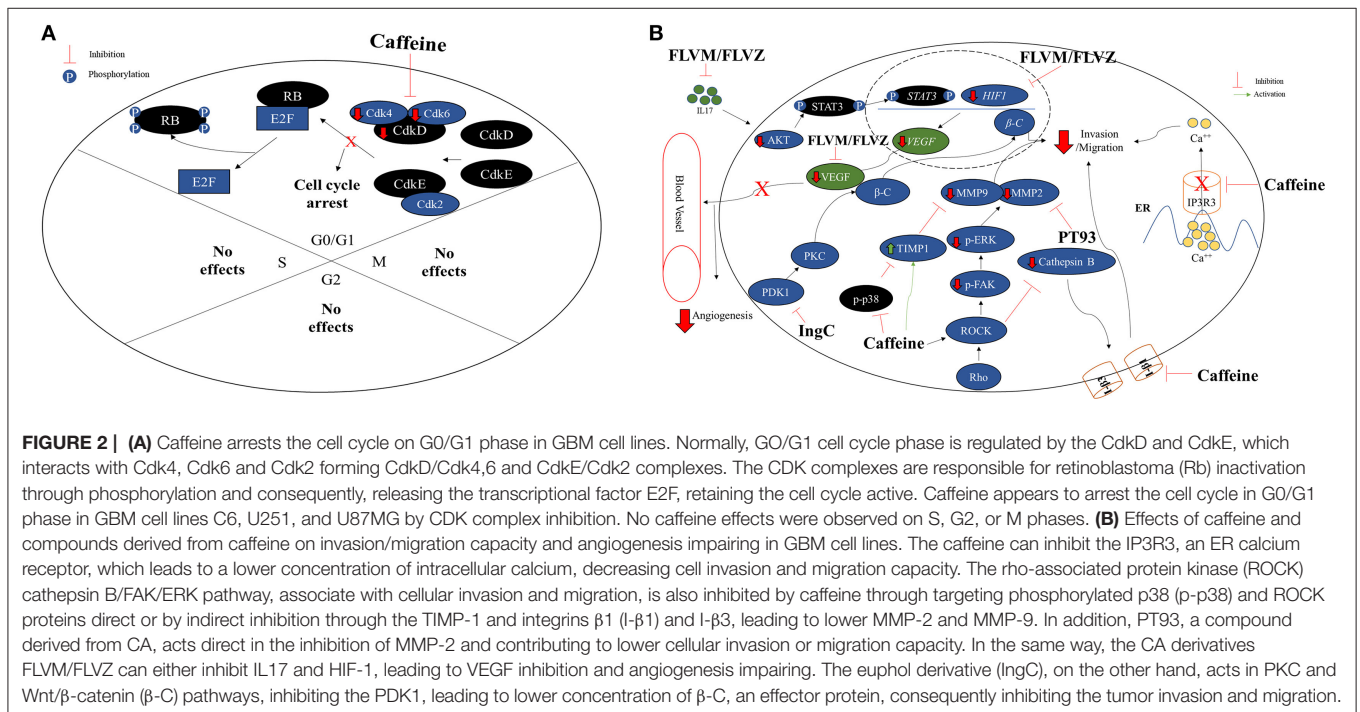 A
Inhibition
P Phosphorylation
Caffeine
RB
E2F
P P
RB
P P
Cdk4
Cdk6
CdkD
CdkD
X
E2F
Cell cycle
arrest
CdkE
CdkE
Cdk2
G0/G1
No
effects
S
M
No
effects
G2
No
effects
B
FLVM/FLVZ
IL17
FLVM/FLVZ
P STAT3 P
P STAT3 P
HIF1
Inhibition
Activation
AKT
FLVM/FLVZ
VEGF
β-C
Invasion
/Migration
Ca++
Blood Vessel
X
VEGF
β-C
MMP9
MMP2
X
IP3R3
Caffeine
ER
Ca++
PT93
PKC
TIMP1
p-ERK
Cathepsin B
PDK1
p-p38
p-FAK
Angiogenesis
IngC
Caffeine
ROCK
Rho
I-β3
I-β1
Caffeine
FIGURE 2 | (A) Caffeine arrests the cell cycle on G0/G1 phase in GBM cell lines. Normally, GO/G1 cell cycle phase is regulated by the CdkD and CdkE, which
interacts with Cdk4, Cdk6 and Cdk2 forming CdkD/Cdk4,6 and CdkE/Cdk2 complexes. The CDK complexes are responsible for retinoblastoma (Rb) inactivation
through phosphorylation and consequently, releasing the transcriptional factor E2F, retaining the cell cycle active. Caffeine appears to arrest the cell cycle in G0/G1
phase in GBM cell lines C6, U251, and U87MG by CDK complex inhibition. No caffeine effects were observed on S, G2, or M phases. (B) Effects of caffeine and
compounds derived from caffeine on invasion/migration capacity and angiogenesis impairing in GBM cell lines. The caffeine can inhibit the IP3R3, an ER calcium
receptor, which leads to a lower concentration of intracellular calcium, decreasing cell invasion and migration capacity. The rho-associated protein kinase (ROCK)
cathepsin B/FAK/ERK pathway, associate with cellular invasion and migration, is also inhibited by caffeine through targeting phosphorylated p38 (p-p38) and ROCK
proteins direct or by indirect inhibition through the TIMP-1 and integrins β1 (I-β1) and I-β3, leading to lower MMP-2 and MMP-9. In addition, PT93, a compound
derived from CA, acts direct in the inhibition of MMP-2 and contributing to lower cellular invasion or migration capacity. In the same way, the CA derivatives
FLVM/FLVZ can either inhibit IL17 and HIF-1, leading to VEGF inhibition and angiogenesis impairing. The euphol derivative (IngC), on the other hand, acts in PKC and
Wnt/β-catenin (β-C) pathways, inhibiting the PDK1, leading to lower concentration of β-C, an effector protein, consequently inhibiting the tumor invasion and migration.